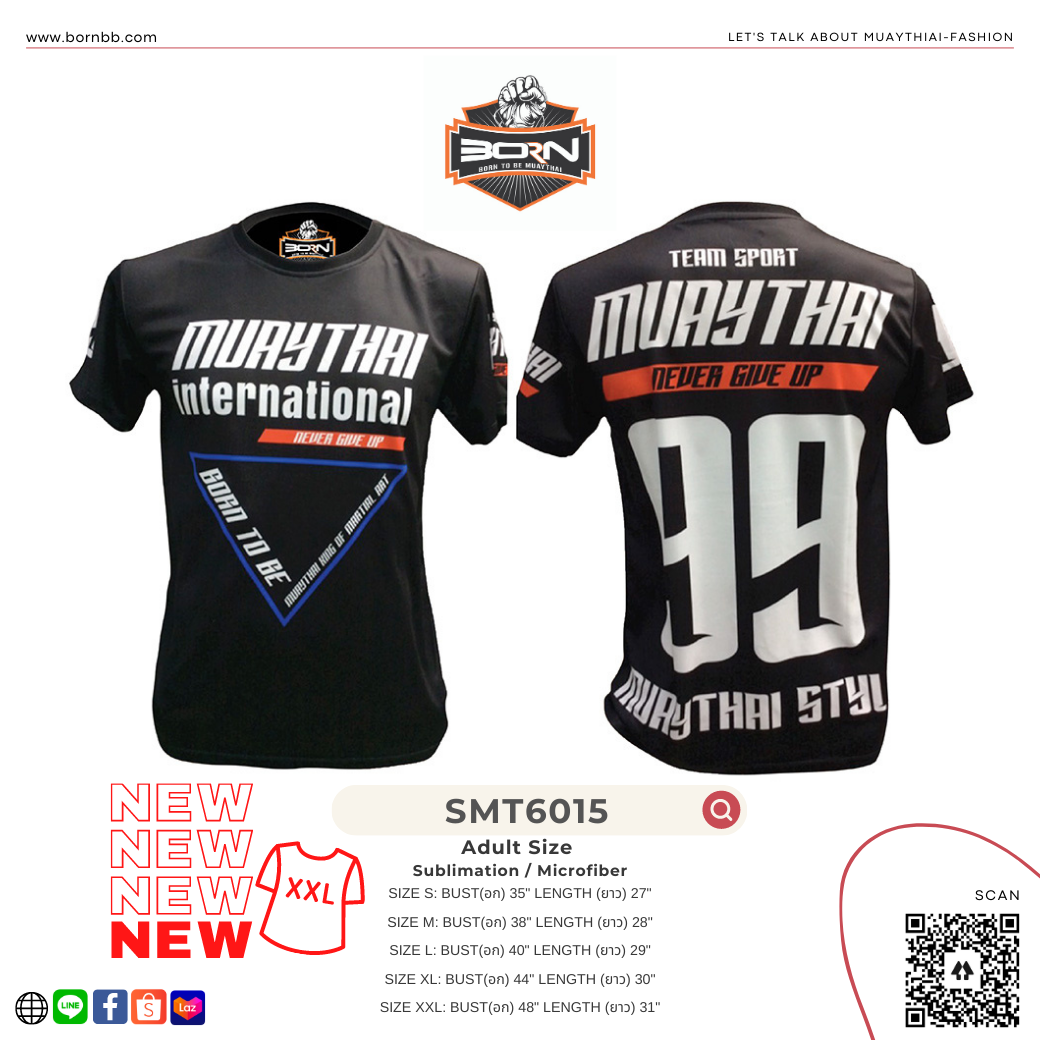 www.bornbb.com
LET'S TALK ABOUT MUAYTHIAI-FASHION
BORN
BORN TO BE MUAYTHAI
BORN
MUAYTHAI
international
NEVER GIVE UP
BORN TO BE
MUAYTHAI KING OF MARTIAL ART
TEAM SPORT
MUAYTHAI
NEVER GIVE UP
99
MUAYTHAI STYL
NEW
NEW
NEW
NEW
XXL
SMT6015
Adult Size
Sublimation / Microfiber
SIZE S: BUST(อก) 35" LENGTH (ยาว) 27"
SIZE M: BUST(อก) 38" LENGTH (ยาว) 28"
SIZE L: BUST(อก) 40" LENGTH (ยาว) 29"
SIZE XL: BUST(อก) 44" LENGTH (ยาว) 30"
SIZE XXL: BUST(อก) 48" LENGTH (ยาว) 31"
SCAN
LINE
f
S
Laz